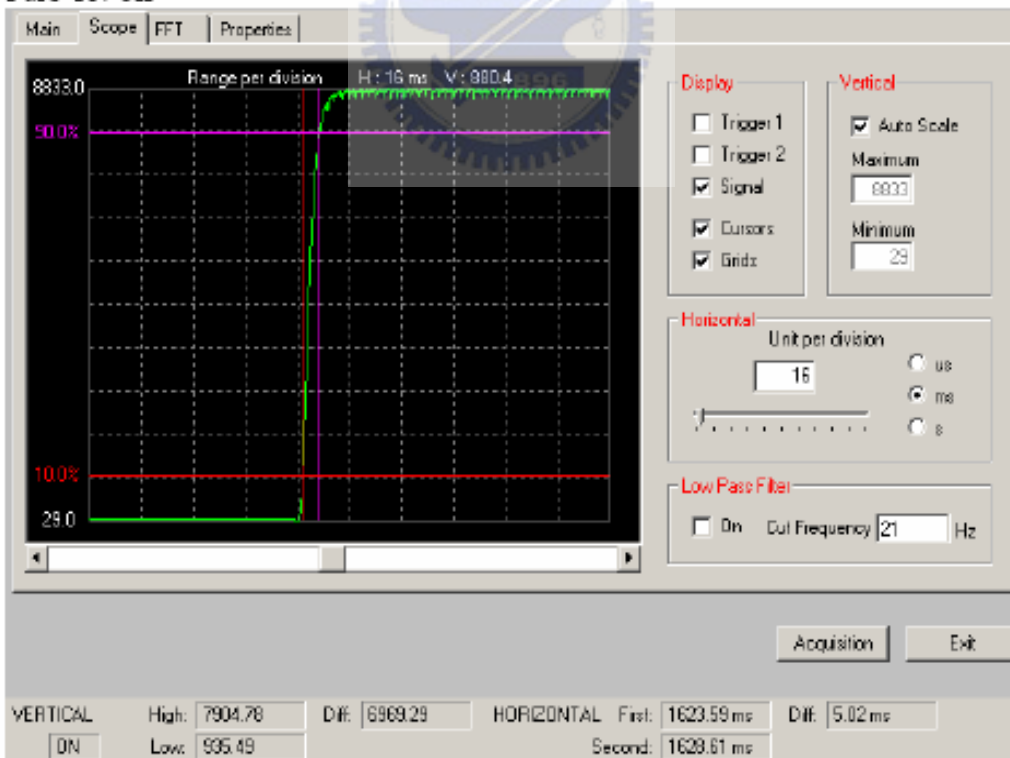 Main Scope FFT Properties
Range per division H : 16 ms V : 880.4
8833.0
90.0%
10.0%
29.0
1896
Display
Trigger 1
Trigger 2
Signal
Cursors
Grids
Vertical
Auto Scale
Maximum
8833
Minimum
29
Horizontal
Unit per division
16
us
ms
s
Low Pass Filter
On Cut Frequency 21 Hz
Acquisition Exit
VERTICAL High: 7904.78 Diff: 6969.29 HORIZONTAL First: 1623.59 ms Diff: 5.02 ms
ON Low: 935.49 Second: 1628.61 ms